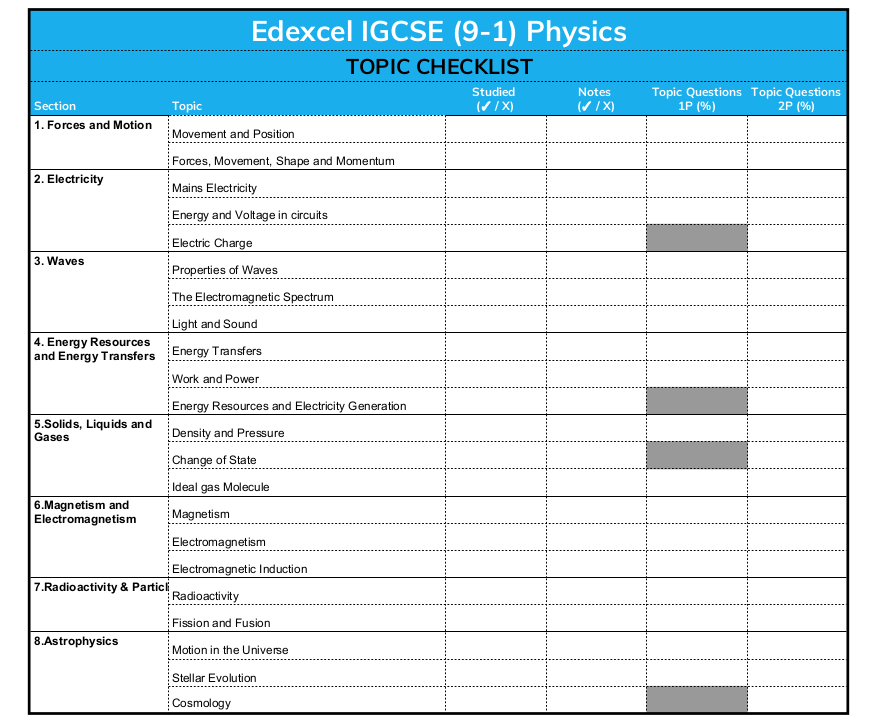 Edexcel IGCSE (9-1) Physics
TOPIC CHECKLIST
Section Topic Studied (✓ / X) Notes (✓ / X) Topic Questions 1P (%) Topic Questions 2P (%)
1. Forces and Motion
Movement and Position
Forces, Movement, Shape and Momentum
2. Electricity
Mains Electricity
Energy and Voltage in circuits
Electric Charge
3. Waves
Properties of Waves
The Electromagnetic Spectrum
Light and Sound
4. Energy Resources
and Energy Transfers
Energy Transfers
Work and Power
Energy Resources and Electricity Generation
5.Solids, Liquids and
Gases
Density and Pressure
Change of State
Ideal gas Molecule
6.Magnetism and
Electromagnetism
Magnetism
Electromagnetism
Electromagnetic Induction
7.Radioactivity & Particl
Radioactivity
Fission and Fusion
8.Astrophysics
Motion in the Universe
Stellar Evolution
Cosmology